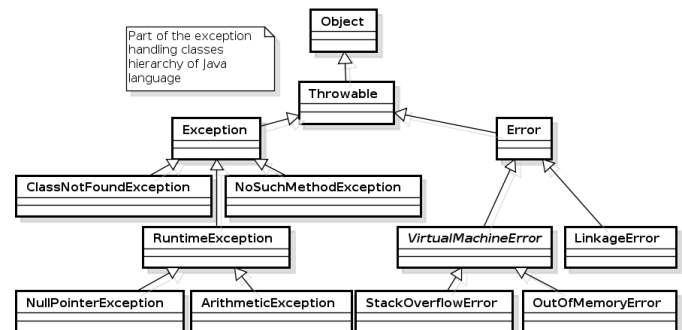 Object
Part of the exception
handling classes
hierarchy of Java
language
Throwable
Exception
Error
ClassNotFoundException
NoSuchMethodException
RuntimeException
VirtualMachineError
LinkageError
NullPointerException
ArithmeticException
StackOverflowError
OutOfMemoryError